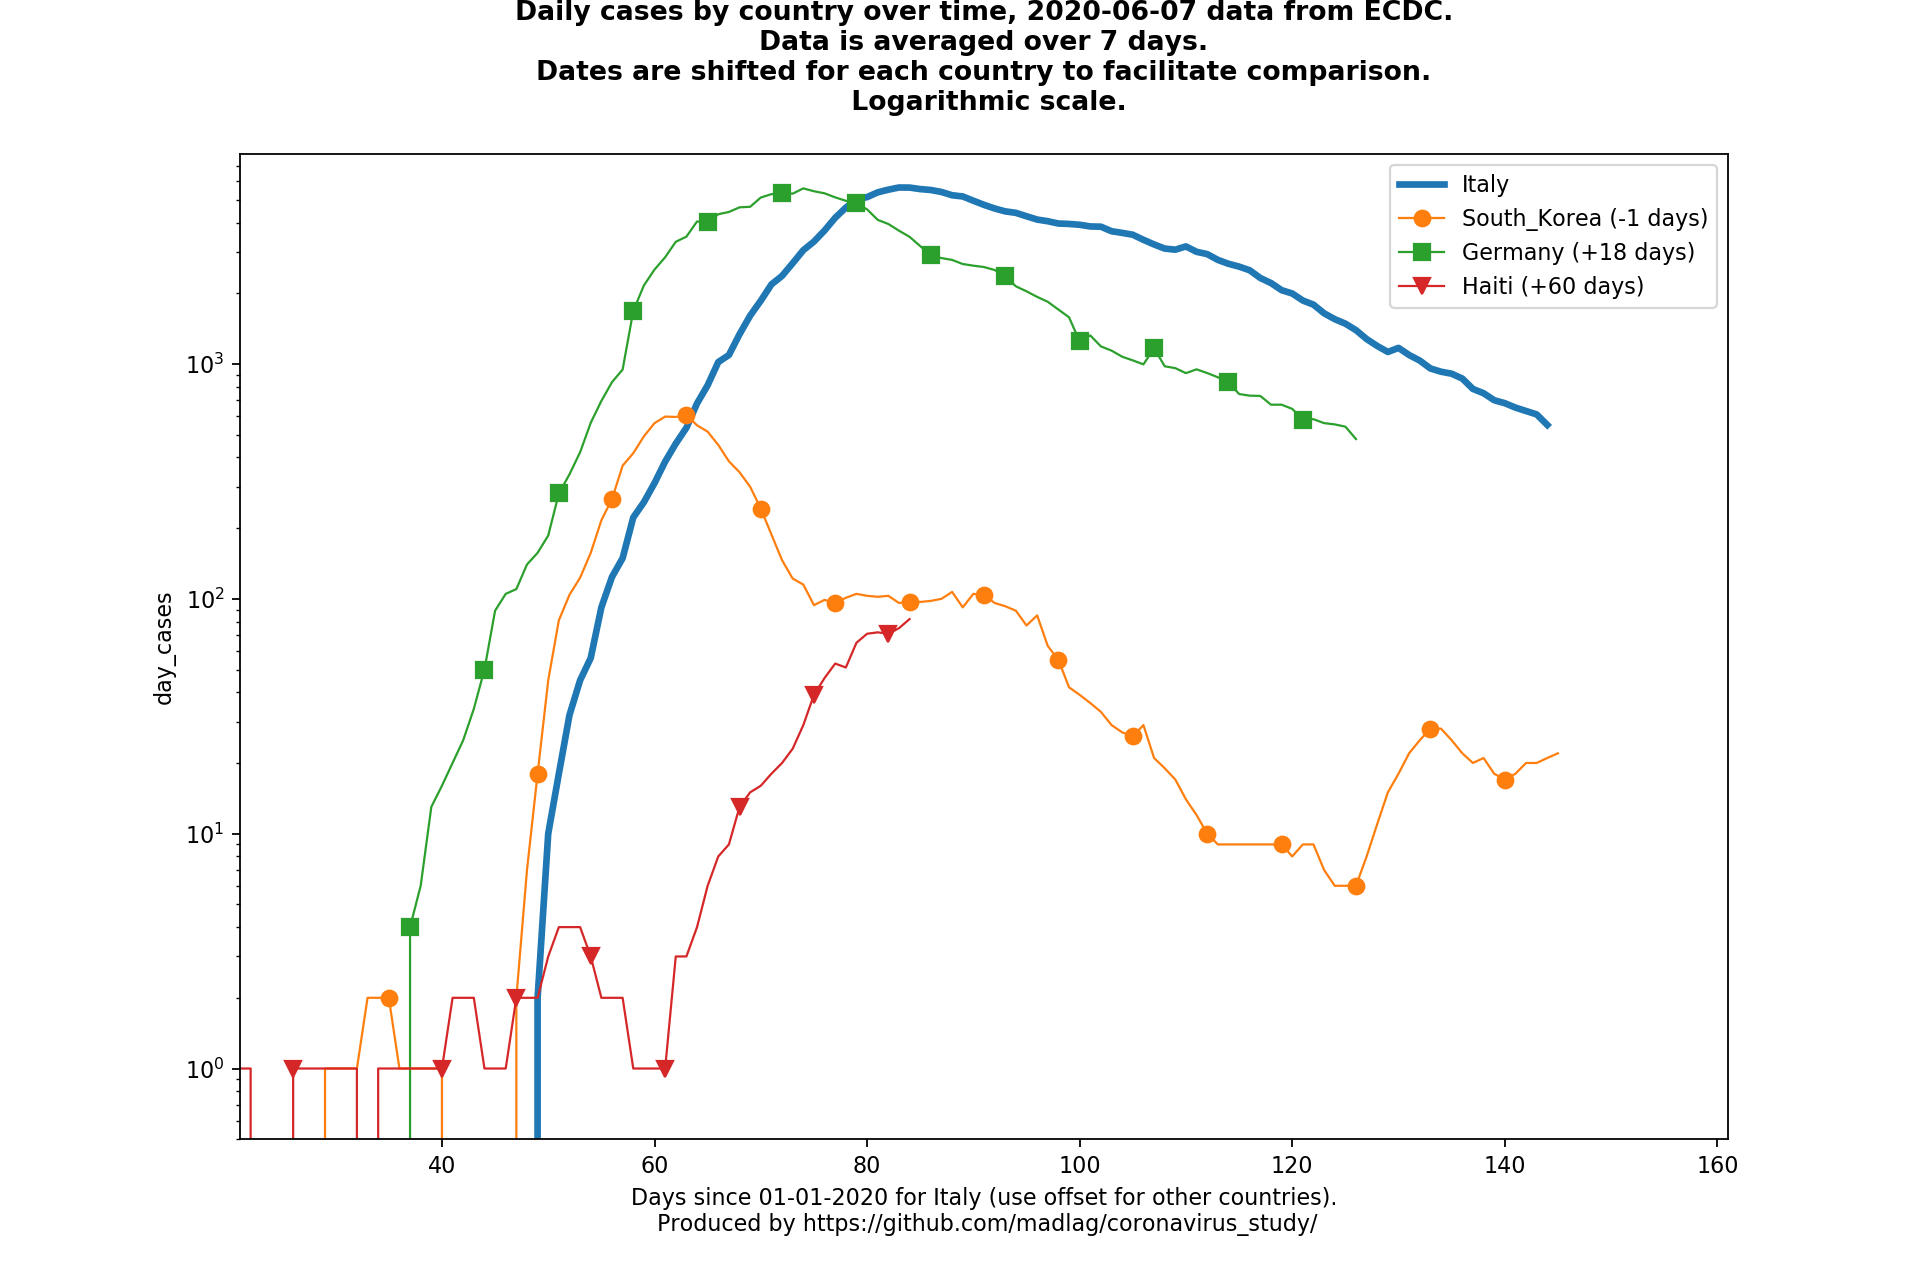 Daily cases by country over time, 2020-06-07 data from ECDC.
Data is averaged over 7 days.
Dates are shifted for each country to facilitate comparison.
Logarithmic scale.
Italy
South_Korea (-1 days)
Germany (+18 days)
Haiti (+60 days)
day_cases
10³
10²
10¹
10⁰
40 60 80 100 120 140 160
Days since 01-01-2020 for Italy (use offset for other countries).
Produced by https://github.com/madlag/coronavirus_study/